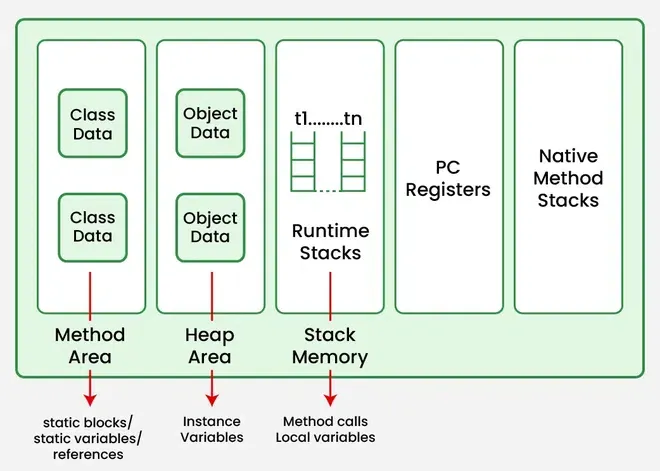 Class
Data
Class
Data
Method
Area
static blocks/
static variables/
references
Object
Data
Object
Data
Heap
Area
Instance
Variables
t1........tn
Runtime
Stacks
Stack
Memory
Method calls
Local variables
PC
Registers
Native
Method
Stacks